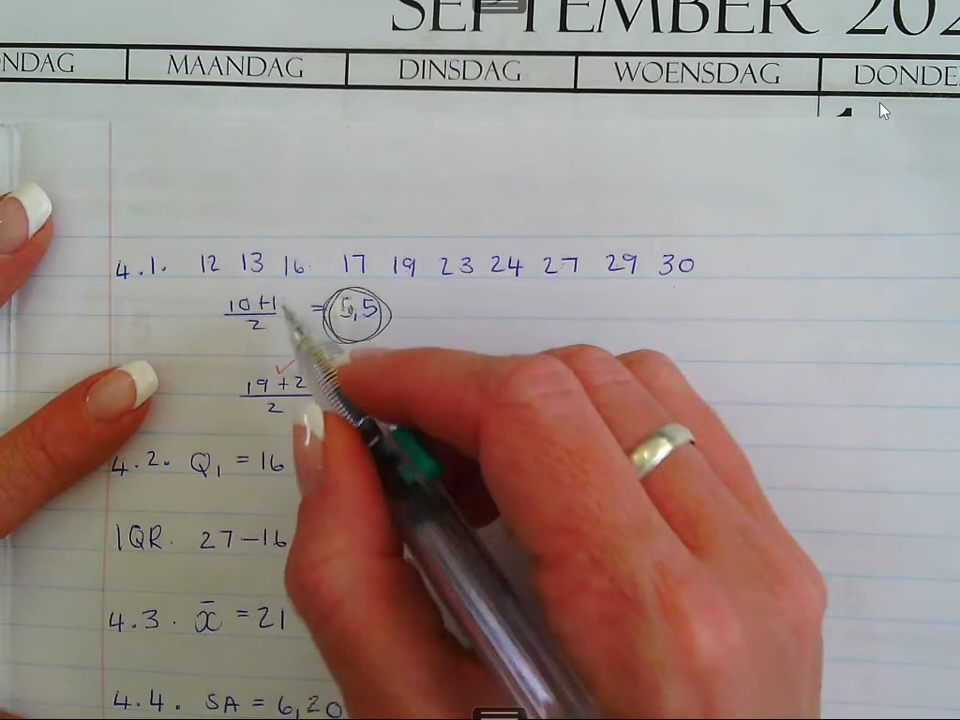 SEPTEMBER 202
NDAG MAANDAG DINSDAG WOENSDAG DONDE
4.1. 12 13 16 17 19 23 24 27 29 30
10+1/2 = 5,5
19+2/2
4.2. Q₁ = 16
IQR. 27-16
4.3. x̄ = 21
4.4. SA = 6,20